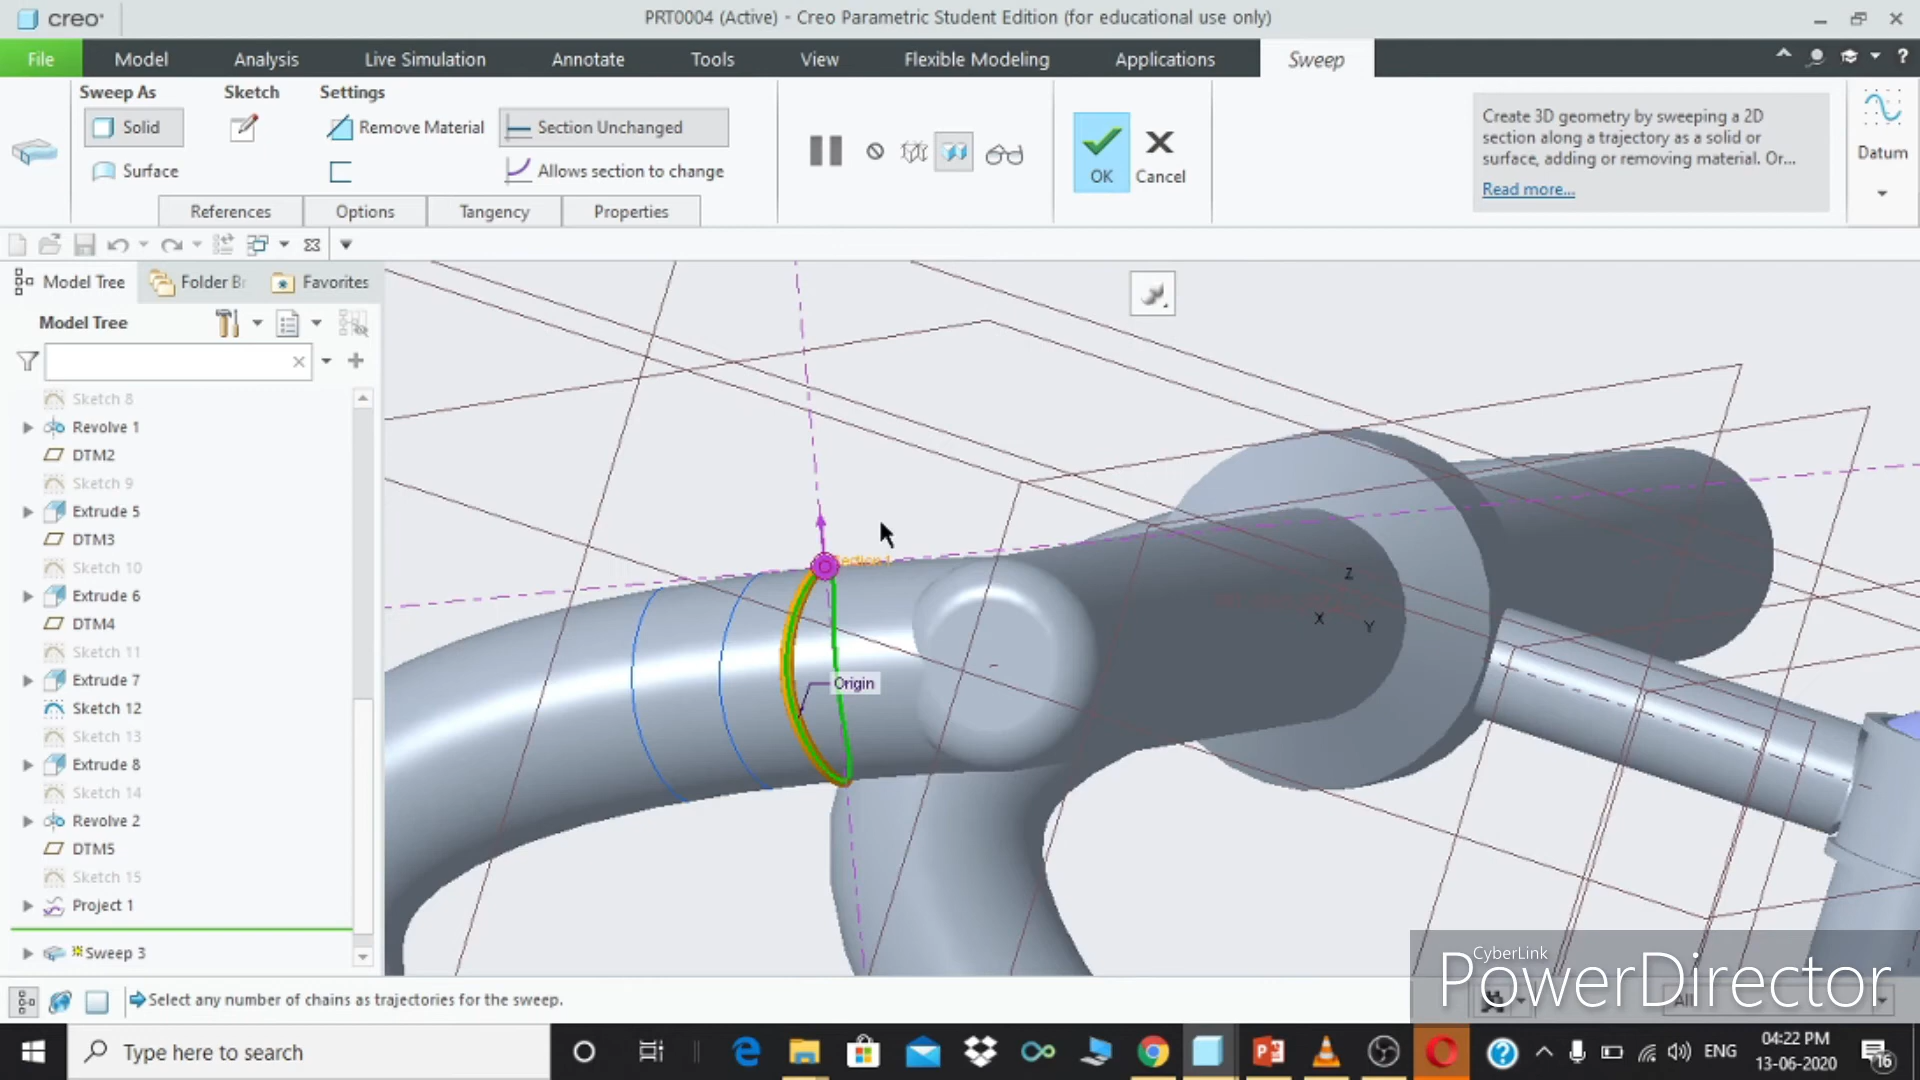 creo
PRT0004 (Active) - Creo Parametric Student Edition (for educational use only)
File Model Analysis Live Simulation Annotate Tools View Flexible Modeling Applications Sweep
Sweep As Sketch Settings
Solid Remove Material Section Unchanged
Surface Allows section to change
OK Cancel
Create 3D geometry by sweeping a 2D
section along a trajectory as a solid or
surface, adding or removing material. Or...
Read more...
Datum
References Options Tangency Properties
Model Tree Folder Br Favorites
Model Tree
Sketch 8
Revolve 1
DTM2
Sketch 9
Extrude 5
DTM3
Sketch 10
Extrude 6
DTM4
Sketch 11
Extrude 7
Sketch 12
Sketch 13
Extrude 8
Sketch 14
Revolve 2
DTM5
Sketch 15
Project 1
Sweep 3
Section 1
Origin
Z
X
Y
Select any number of chains as trajectories for the sweep.
All
CyberLink
PowerDirector
Type here to search
ENG
04:22 PM
13-06-2020
16